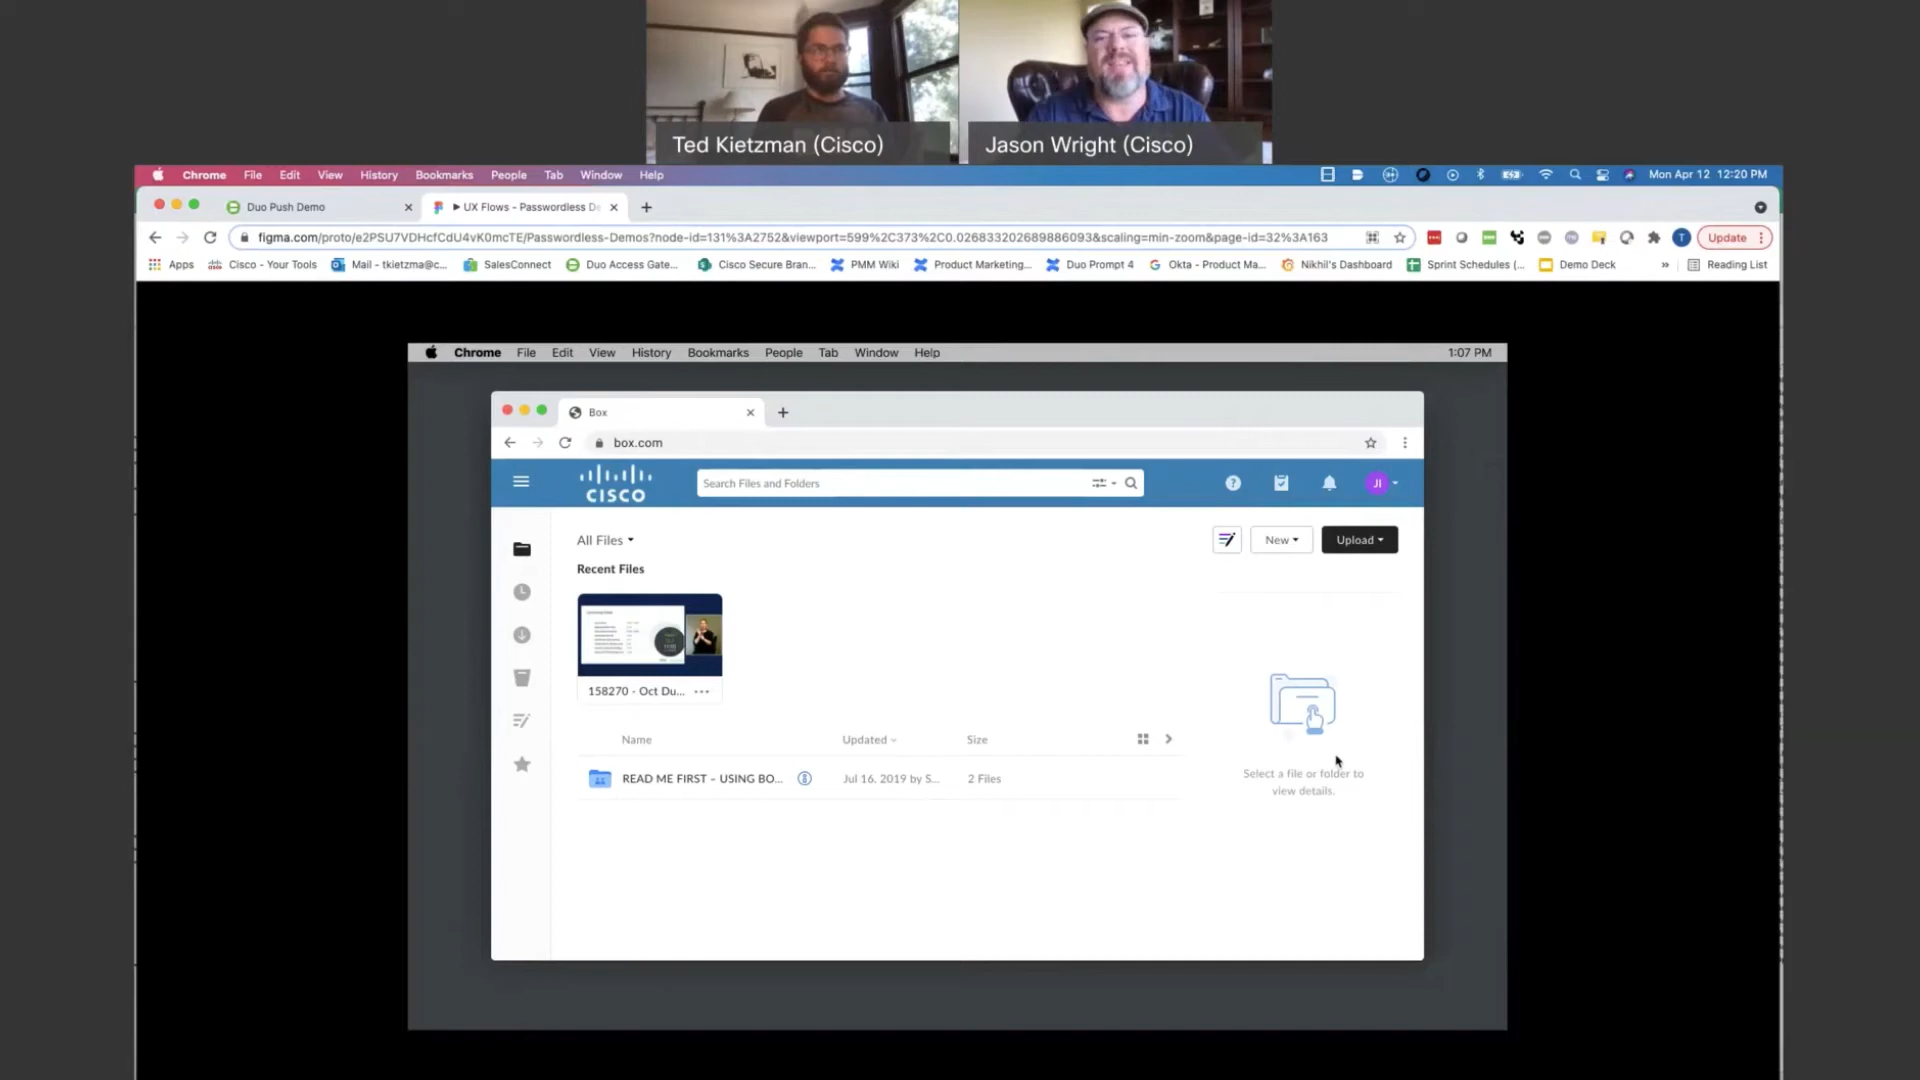 Ted Kietzman (Cisco)
Jason Wright (Cisco)
Chrome File Edit View History Bookmarks People Tab Window Help
Mon Apr 12 12:20 PM
Duo Push Demo
UX Flows - Passwordless De
figma.com/proto/e2PSU7VDHcfCdU4vK0mcTE/Passwordless-Demos?node-id=131%3A2752&viewport=599%2C373%2C0.026833202689886093&scaling=min-zoom&page-id=32%3A163
T
Update
Apps
Cisco - Your Tools
Mail - tkietzma@c...
SalesConnect
Duo Access Gate...
Cisco Secure Bran...
PMM Wiki
Product Marketing...
Duo Prompt 4
Okta - Product Ma...
Nikhil's Dashboard
Sprint Schedules (...
Demo Deck
»
Reading List
Chrome File Edit View History Bookmarks People Tab Window Help
1:07 PM
Box
box.com
CISCO
Search Files and Folders
JI
All Files
New
Upload
Recent Files
158270 - Oct Du...
Name
Updated
Size
READ ME FIRST – USING BO...
Jul 16, 2019 by S...
2 Files
Select a file or folder to
view details.